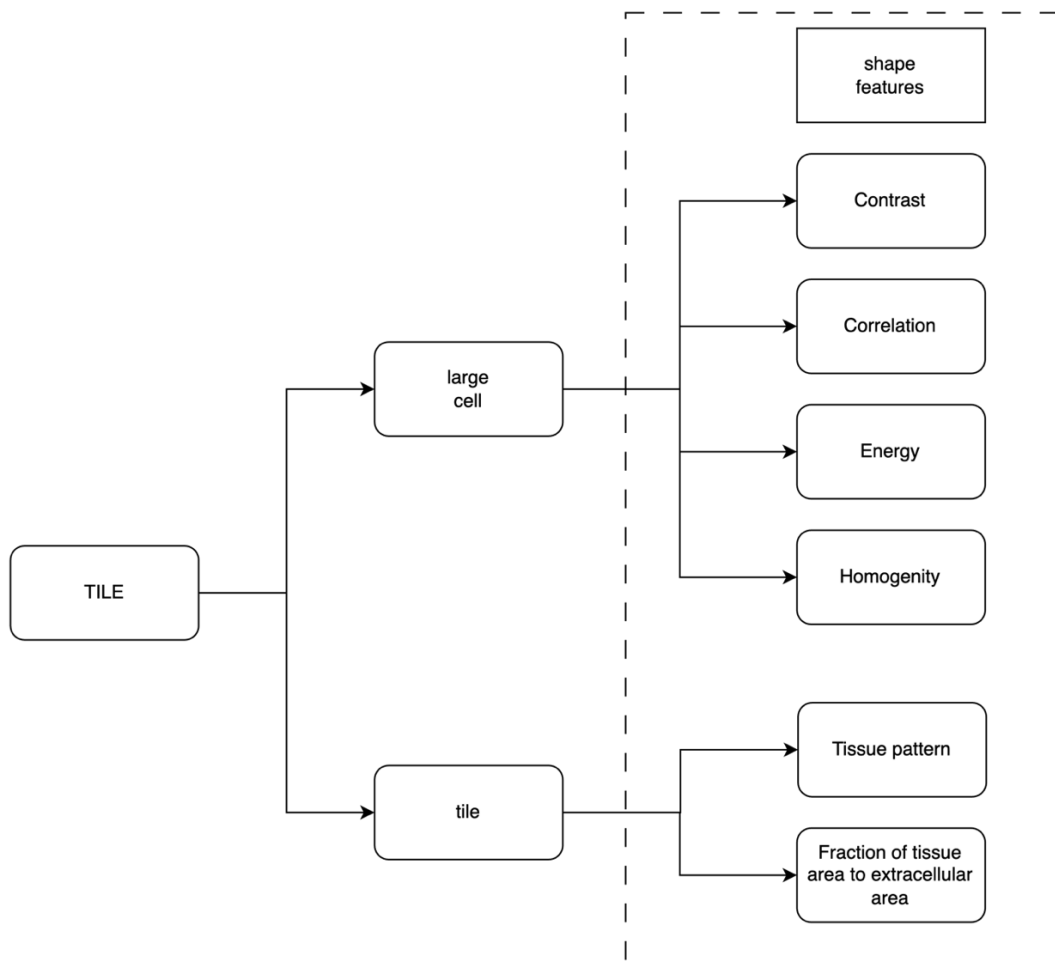 shape
features
Contrast
Correlation
large
cell
Energy
TILE
Homogenity
Tissue pattern
tile
Fraction of tissue
area to extracellular
area